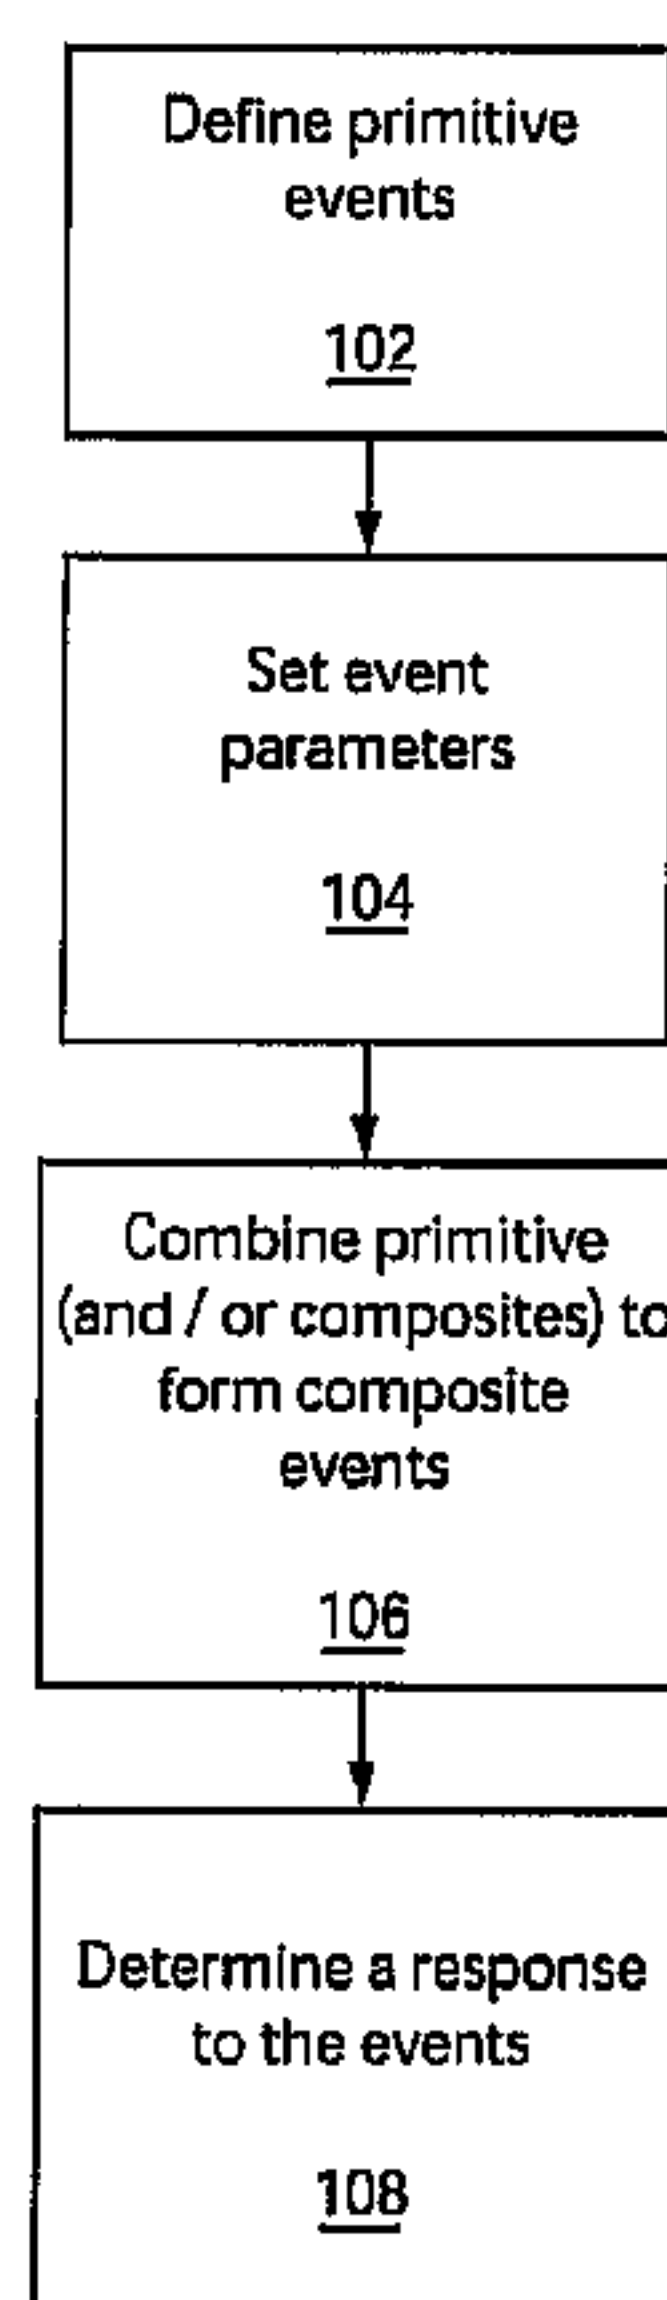 Define primitive
events
102
Set event
parameters
104
Combine primitive
(and / or composites) to
form composite
events
106
Determine a response
to the events
108